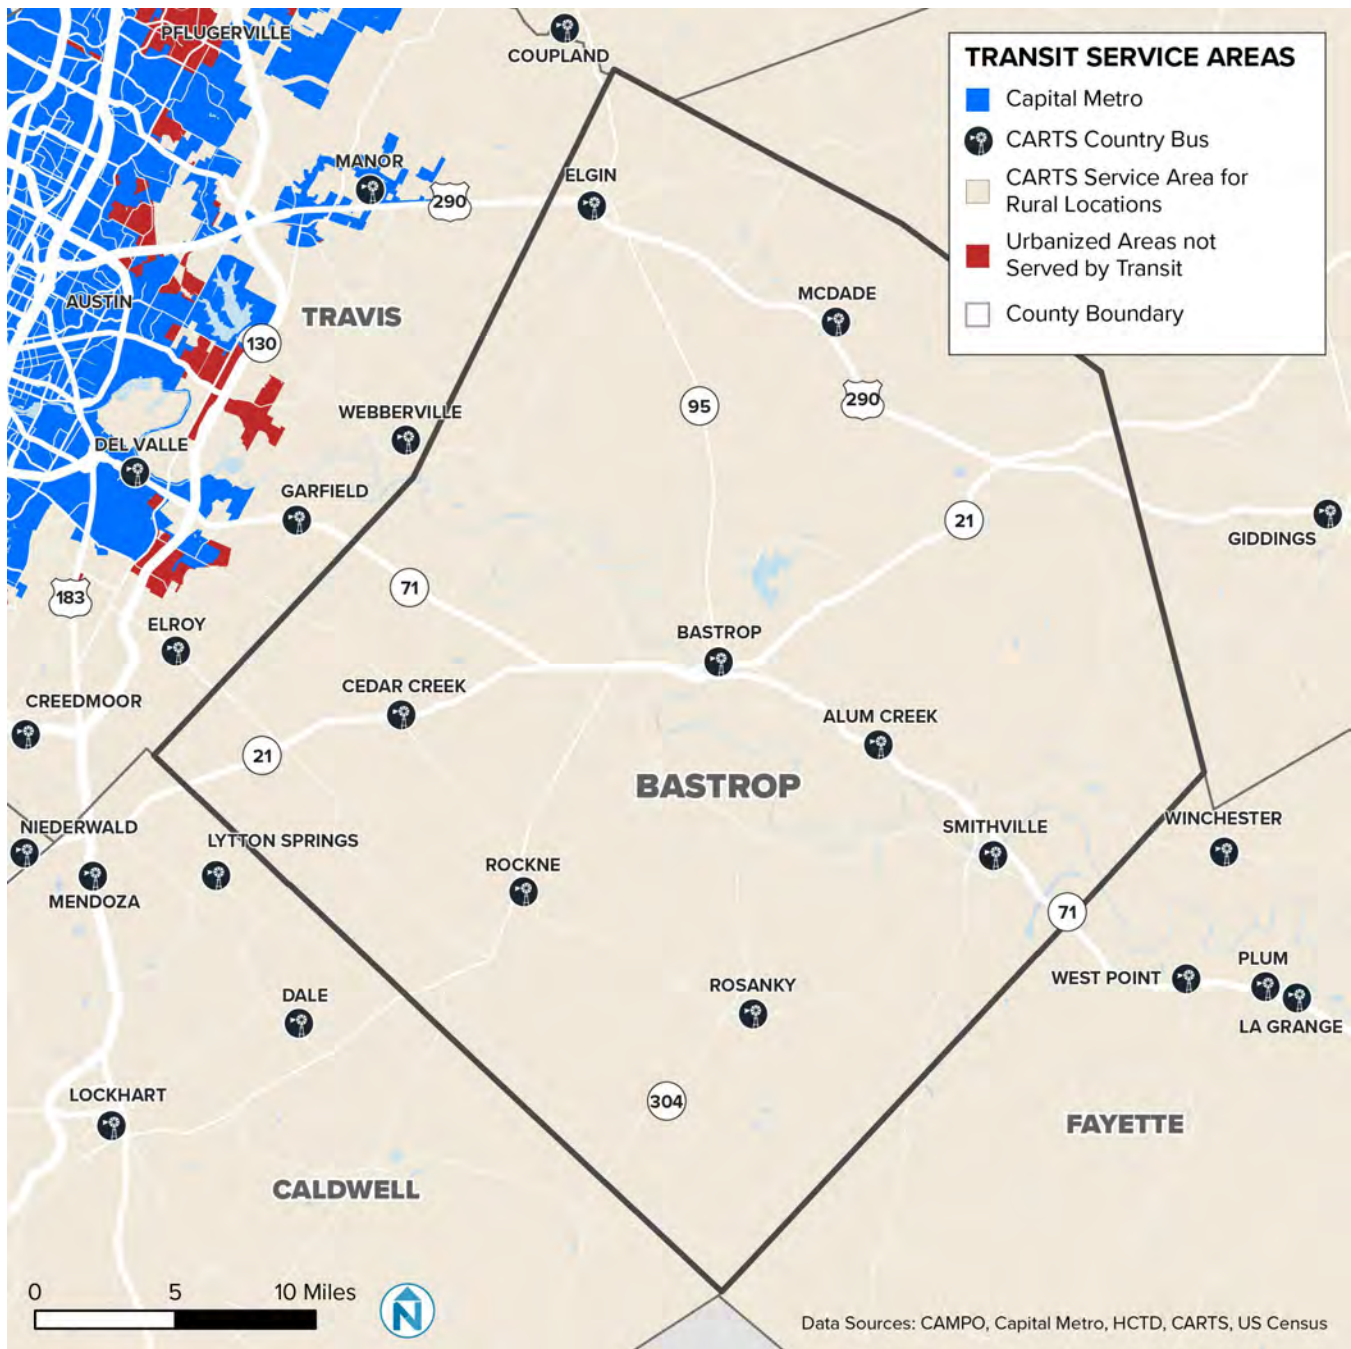 PFLUGERVILLE
COUPLAND
TRANSIT SERVICE AREAS
Capital Metro
CARTS Country Bus
CARTS Service Area for
Rural Locations
Urbanized Areas not
Served by Transit
County Boundary
MANOR
290
ELGIN
AUSTIN
TRAVIS
130
MCDADE
290
95
WEBBERVILLE
DEL VALLE
GARFIELD
21
GIDDINGS
183
71
ELROY
BASTROP
CEDAR CREEK
CREEDMOOR
ALUM CREEK
21
BASTROP
NIEDERWALD
LYTTON SPRINGS
SMITHVILLE
WINCHESTER
MENDOZA
ROCKNE
71
DALE
ROSANKY
WEST POINT
PLUM
LA GRANGE
LOCKHART
304
FAYETTE
CALDWELL
0 5 10 Miles
N
Data Sources: CAMPO, Capital Metro, HCTD, CARTS, US Census